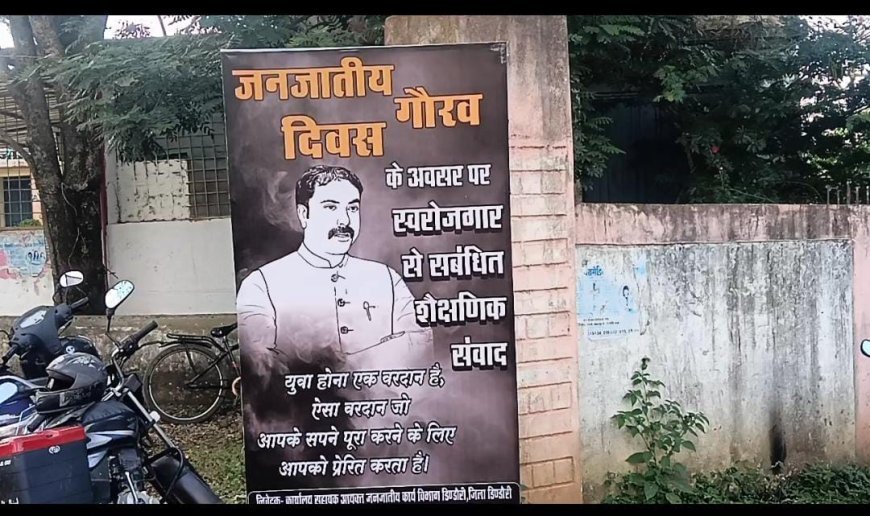 जनजातीय
गौरव
दिवस
के अवसर पर
स्वरोजगार
से सबंधित
शैक्षणिक
संवाद
युवा होना एक वरदान है,
ऐसा वरदान जो
आपके सपने पूरा करने के लिए
आपको प्रेरित करता है।
निवेदक- कार्यालय सहायक आयुक्त जनजातीय कार्य विभाग डिण्डोरी, जिला डिण्डौरी